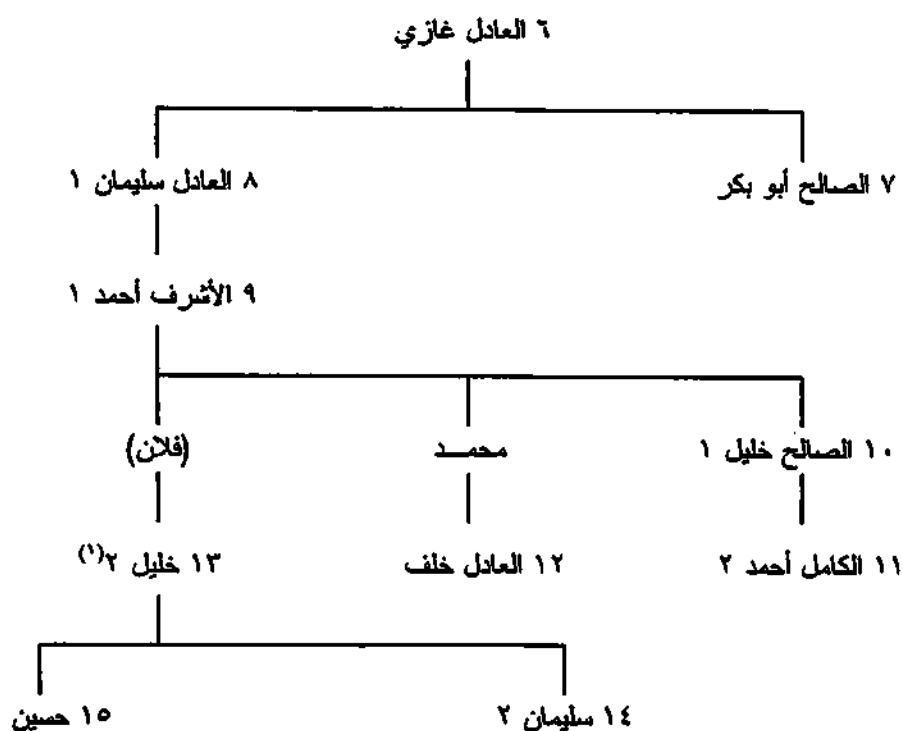 ٦ العادل غازي
٧ الصالح أبو بكر
٨ العادل سليمان ١
٩ الأشرف أحمد ١
١٠ الصالح خليل ١
محمــد
(فلان)
١١ الكامل أحمد ٢
١٢ العادل خلف
١٣ خليل ٢(١)
١٤ سليمان ٢
١٥ حسين